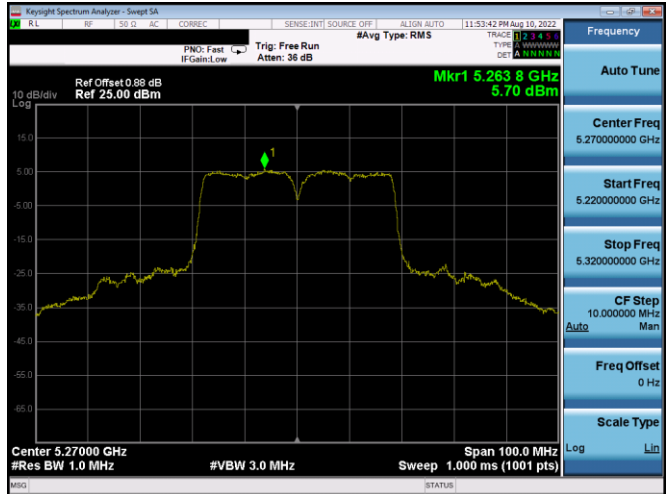 Keysight Spectrum Analyzer - Swept SA
RL RF 50 Ω AC CORREC SENSE:INT SOURCE OFF ALIGN AUTO 11:53:42 PM Aug 10, 2022
#Avg Type: RMS
TRACE 1 2 3 4 5 6
TYPE A WWWWW
DET A N N N N N
PNO: Fast
IFGain:Low
Trig: Free Run
Atten: 36 dB
Mkr1 5.263 8 GHz
5.70 dBm
Ref Offset 0.88 dB
Ref 25.00 dBm
10 dB/div
Log
15.0
5.00
-5.00
-15.0
-25.0
-35.0
-45.0
-55.0
-65.0
1
Center 5.27000 GHz
#Res BW 1.0 MHz
#VBW 3.0 MHz
Span 100.0 MHz
Sweep 1.000 ms (1001 pts)
MSG
STATUS
Frequency
Auto Tune
Center Freq
5.270000000 GHz
Start Freq
5.220000000 GHz
Stop Freq
5.320000000 GHz
CF Step
10.000000 MHz
Auto Man
Freq Offset
0 Hz
Scale Type
Log Lin